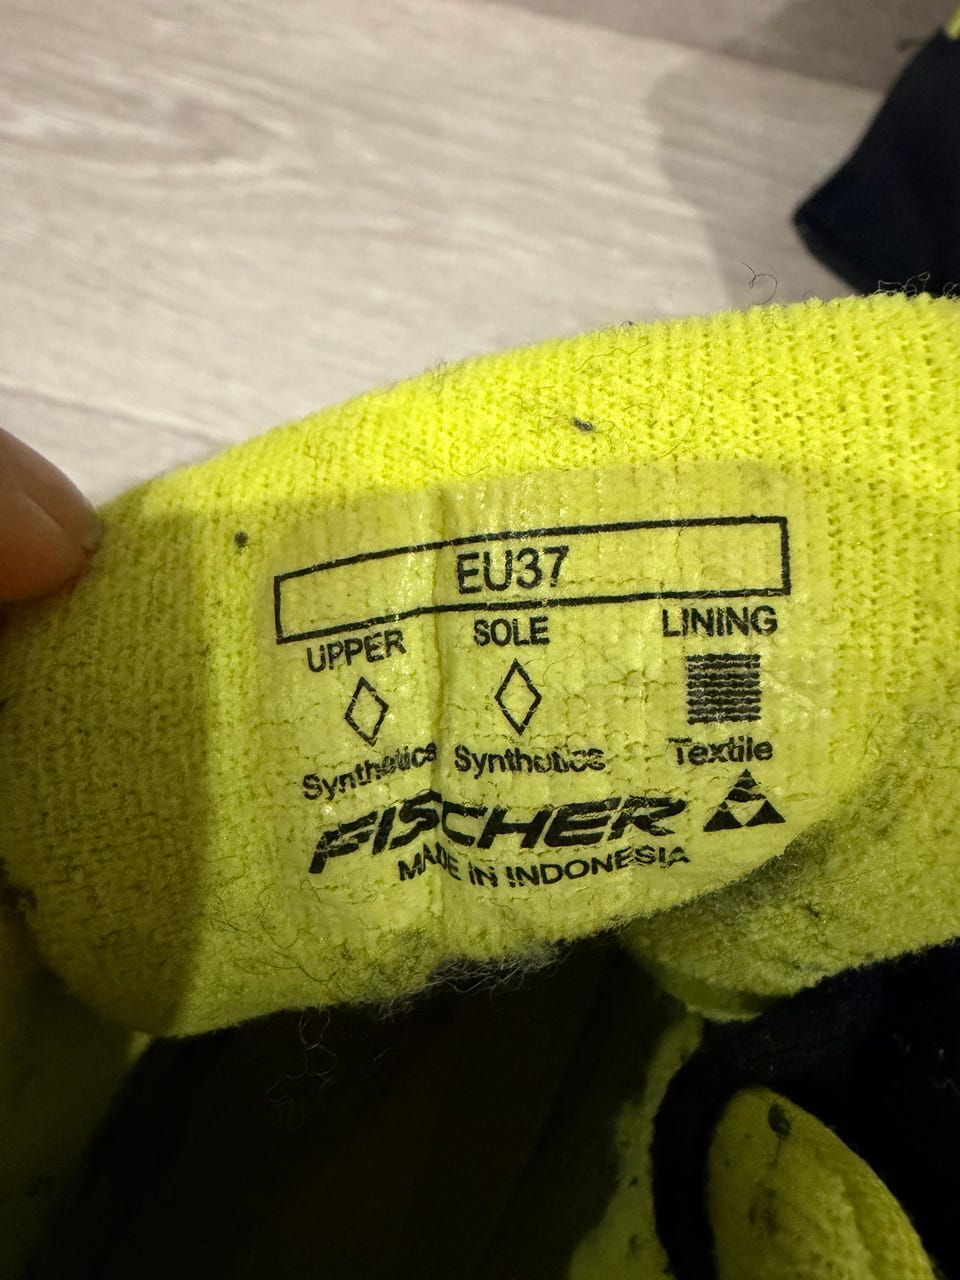 EU37
UPPER SOLE LINING
Synthetics Synthetics Textile
FISCHER
MADE IN INDONESIA